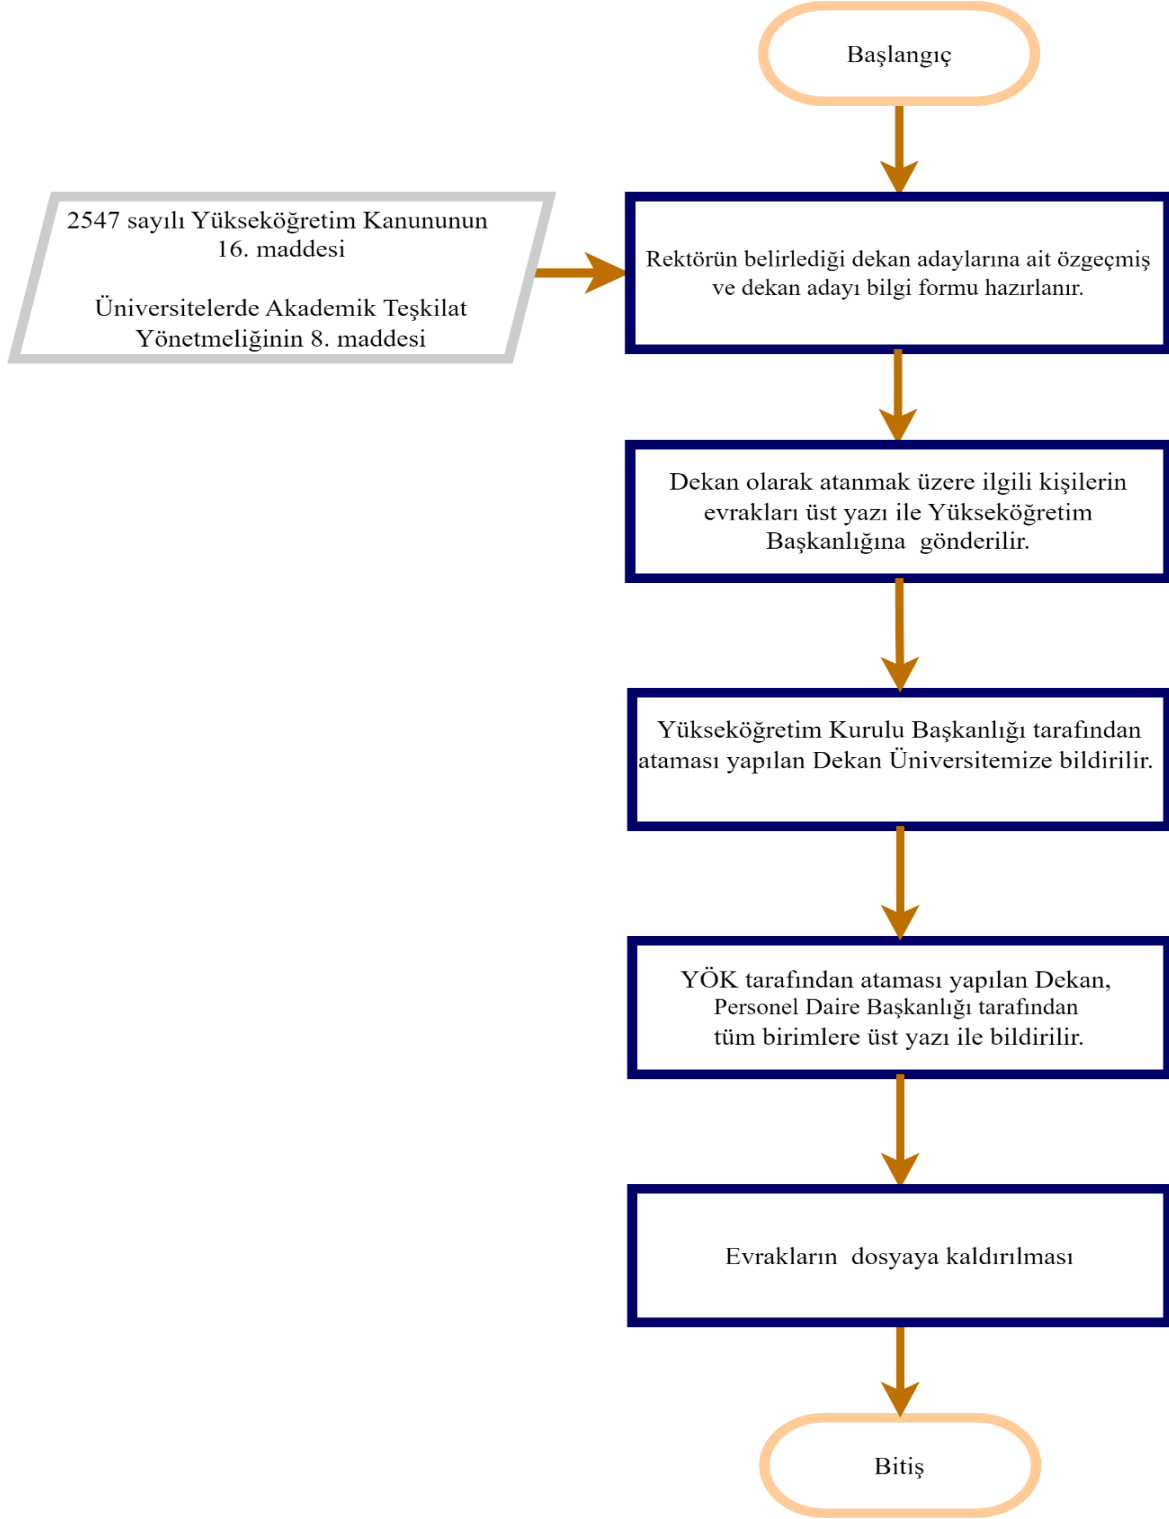 Başlangıç
2547 sayılı Yükseköğretim Kanununun
16. maddesi
Üniversitelerde Akademik Teşkilat
Yönetmeliğinin 8. maddesi
Rektörün belirlediği dekan adaylarına ait özgeçmiş
ve dekan adayı bilgi formu hazırlanır.
Dekan olarak atanmak üzere ilgili kişilerin
evrakları üst yazı ile Yükseköğretim
Başkanlığına gönderilir.
Yükseköğretim Kurulu Başkanlığı tarafından
ataması yapılan Dekan Üniversitemize bildirilir.
YÖK tarafından ataması yapılan Dekan,
Personel Daire Başkanlığı tarafından
tüm birimlere üst yazı ile bildirilir.
Evrakların dosyaya kaldırılması
Bitiş